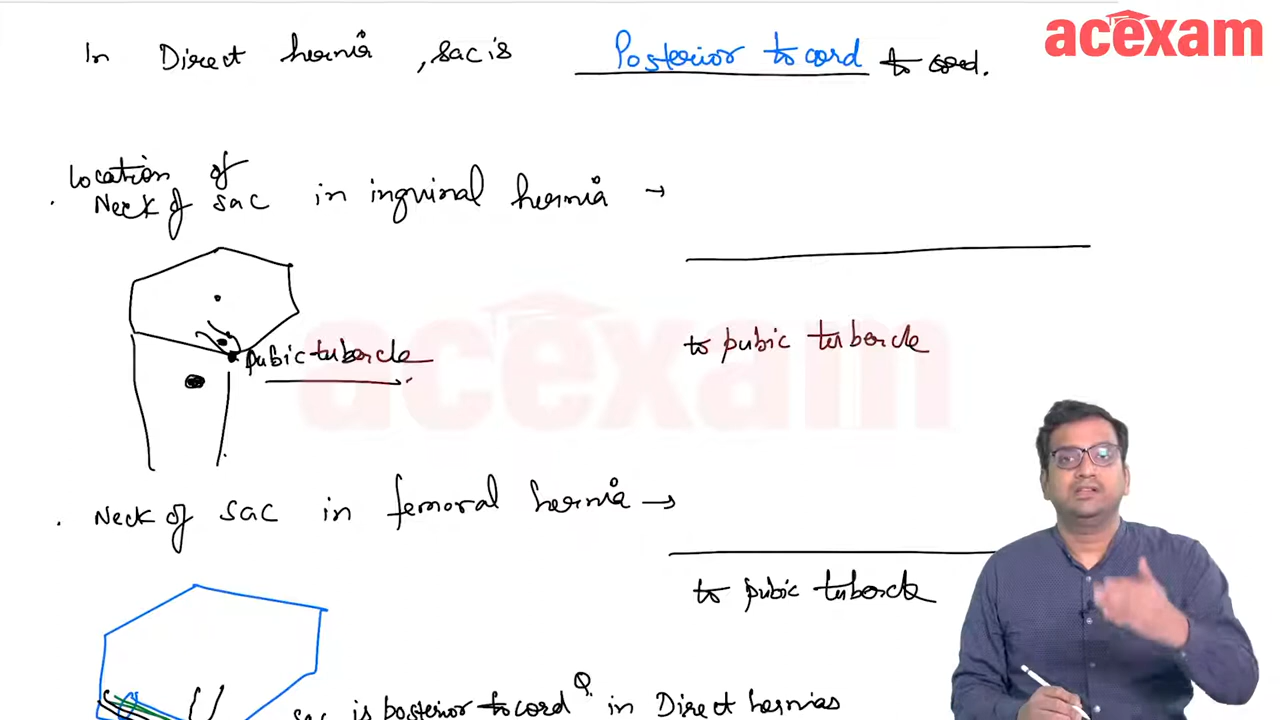 acexam
In Direct hernia, sac is Posterior to cord to cord.
Location of
Neck of sac in inguinal hernia →
pubic tubercle
to pubic tubercle
acexam
Neck of sac in femoral hernia →
to pubic tubercle
sac is posterior to cord in Direct hernias